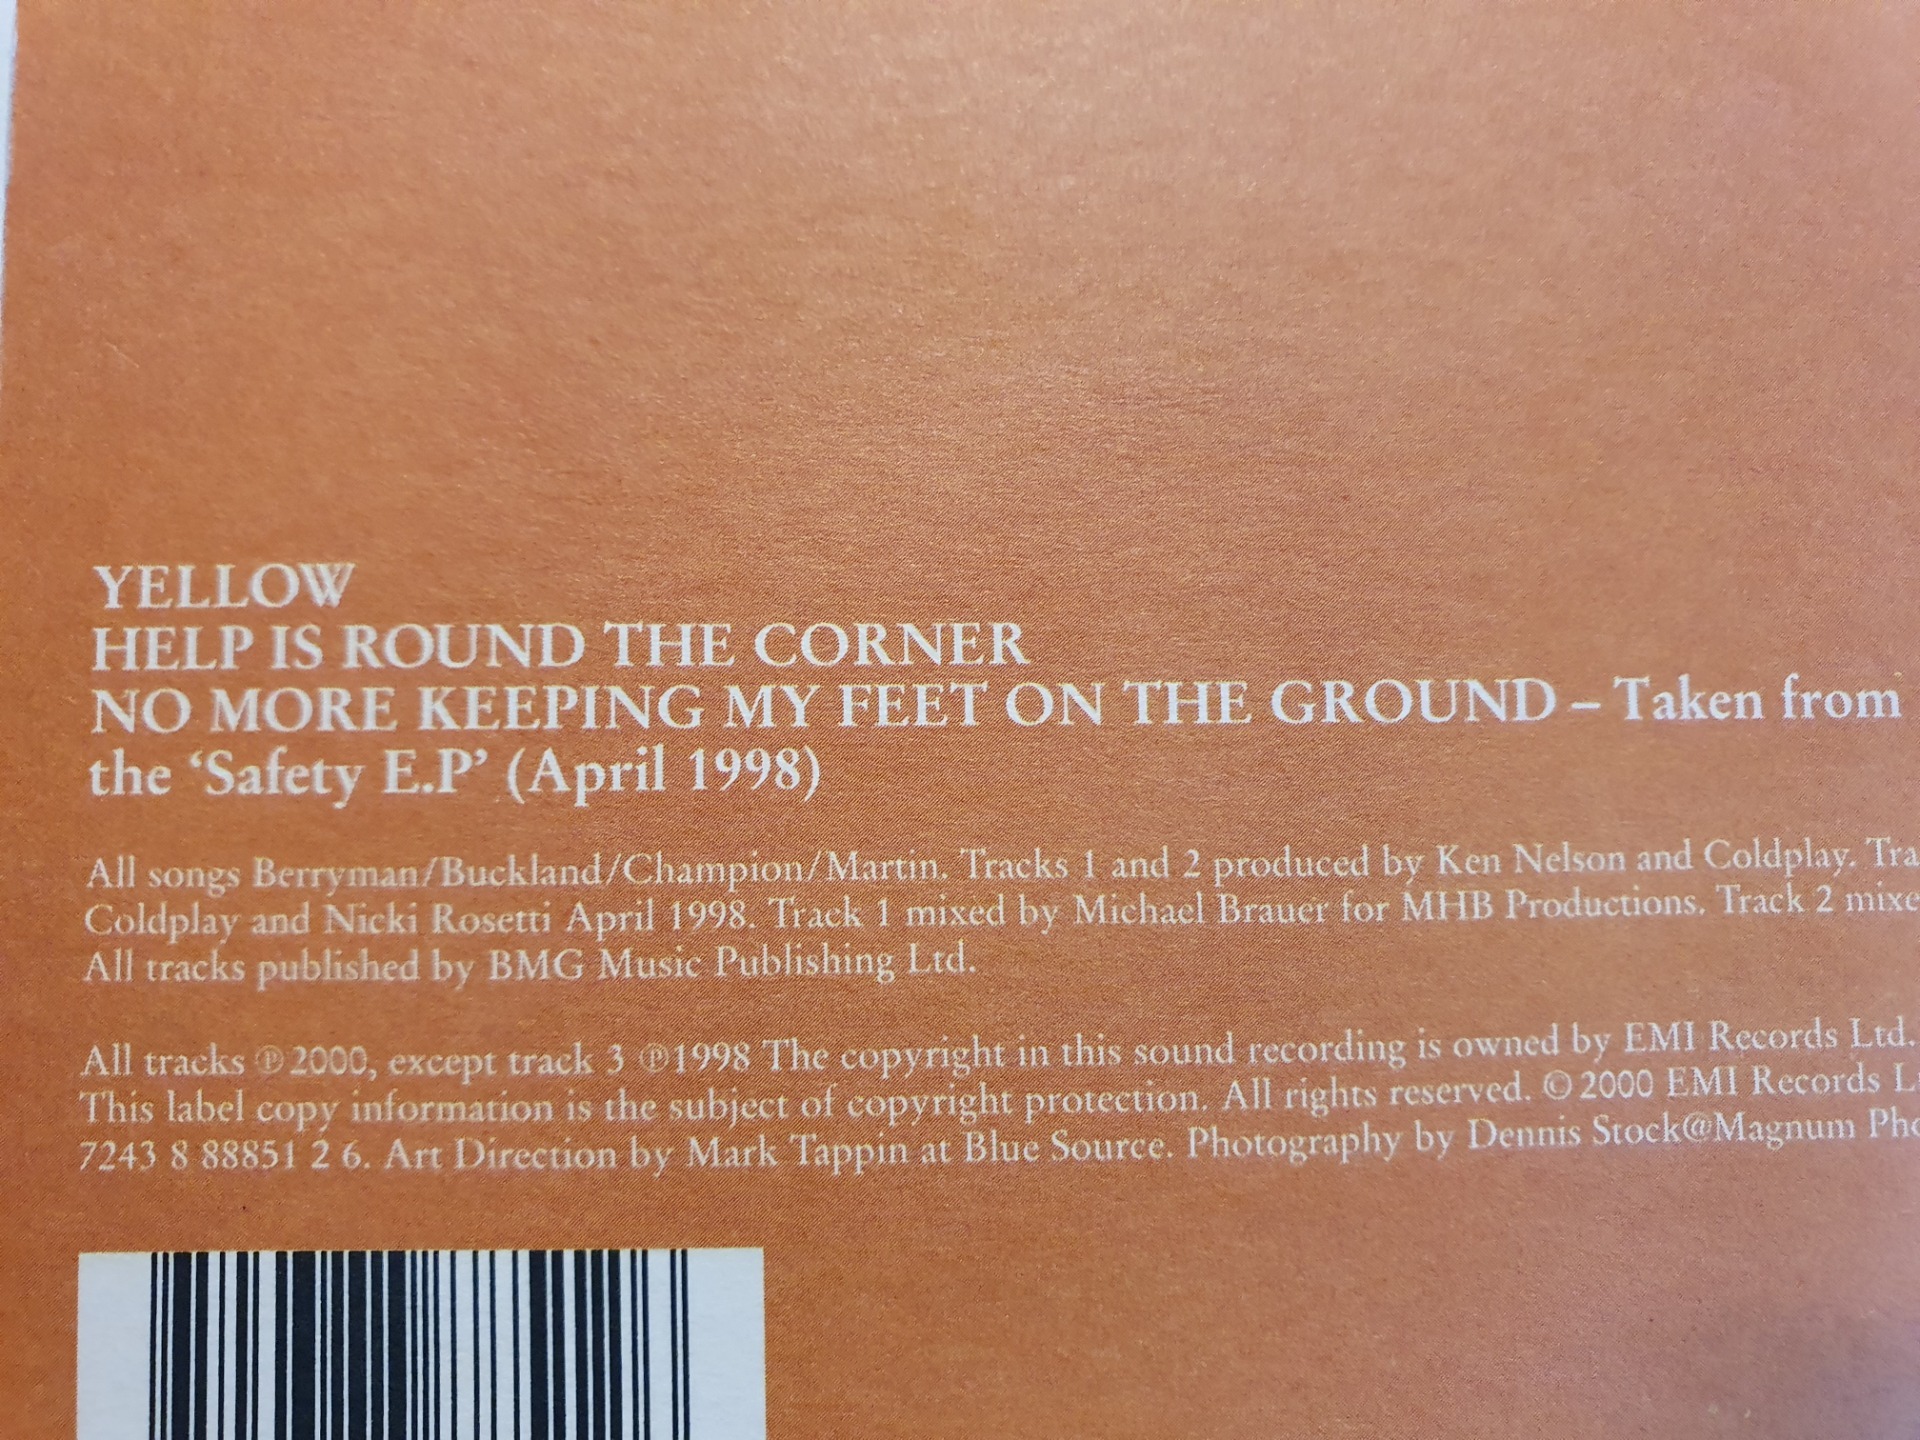 YELLOW
HELP IS ROUND THE CORNER
NO MORE KEEPING MY FEET ON THE GROUND – Taken from
the ‘Safety E.P’ (April 1998)
All songs Berryman/Buckland/Champion/Martin. Tracks 1 and 2 produced by Ken Nelson and Coldplay.
Coldplay and Nicki Rosetti April 1998. Track 1 mixed by Michael Brauer for MHB Productions. Track 2
All tracks published by BMG Music Publishing Ltd.
All tracks ℗2000, except track 3 ℗1998 The copyright in this sound recording is owned by EMI Records Ltd.
This label copy information is the subject of copyright protection. All rights reserved. ©2000 EMI Records
7243 8 88851 2 6. Art Direction by Mark Tappin at Blue Source. Photography by Dennis Stock@Magnum